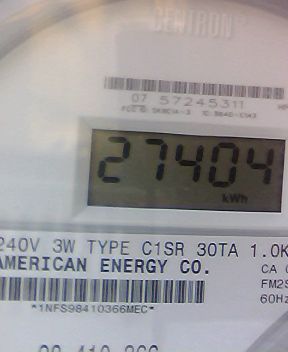 CENTRON
07 57245311
27404
kWh
240V 3W TYPE C1SR 30TA 1.0K
AMERICAN ENERGY CO.
CA
FM2S
60Hz
*1NFS98410366MEC*